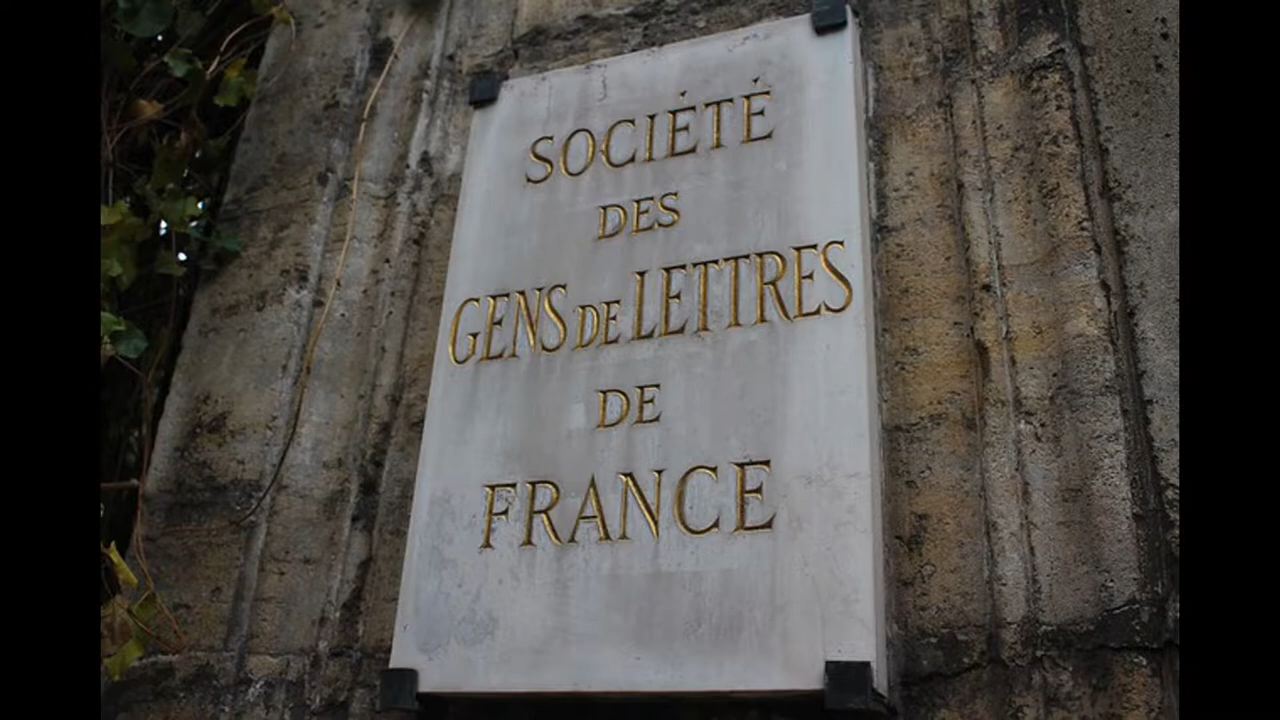 SOCIÉTÉ
DES
GENS DE LETTRES
DE
FRANCE